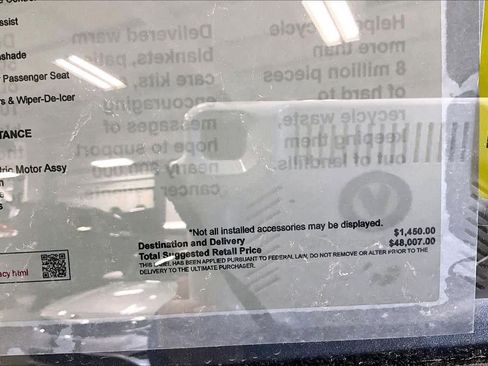 ssist
shade
Passenger Seat
s & Wiper-De-Icer
TANCE
tric Motor Assy
acy.html
*Not all installed accessories may be displayed.
Destination and Delivery $1,450.00
Total Suggested Retail Price $48,007.00
THIS LABEL HAS BEEN APPLIED PURSUANT TO FEDERAL LAW, DO NOT REMOVE OR ALTER PRIOR TO THE
DELIVERY TO THE ULTIMATE PURCHASER.
Delivered warm
blankets, patient
care kits,
encouraging
messages of
hope to support
nearly 300,000
cancer
Helped recycle
more than
8 million pieces
of hard to
recycle waste,
keeping them
out of landfills